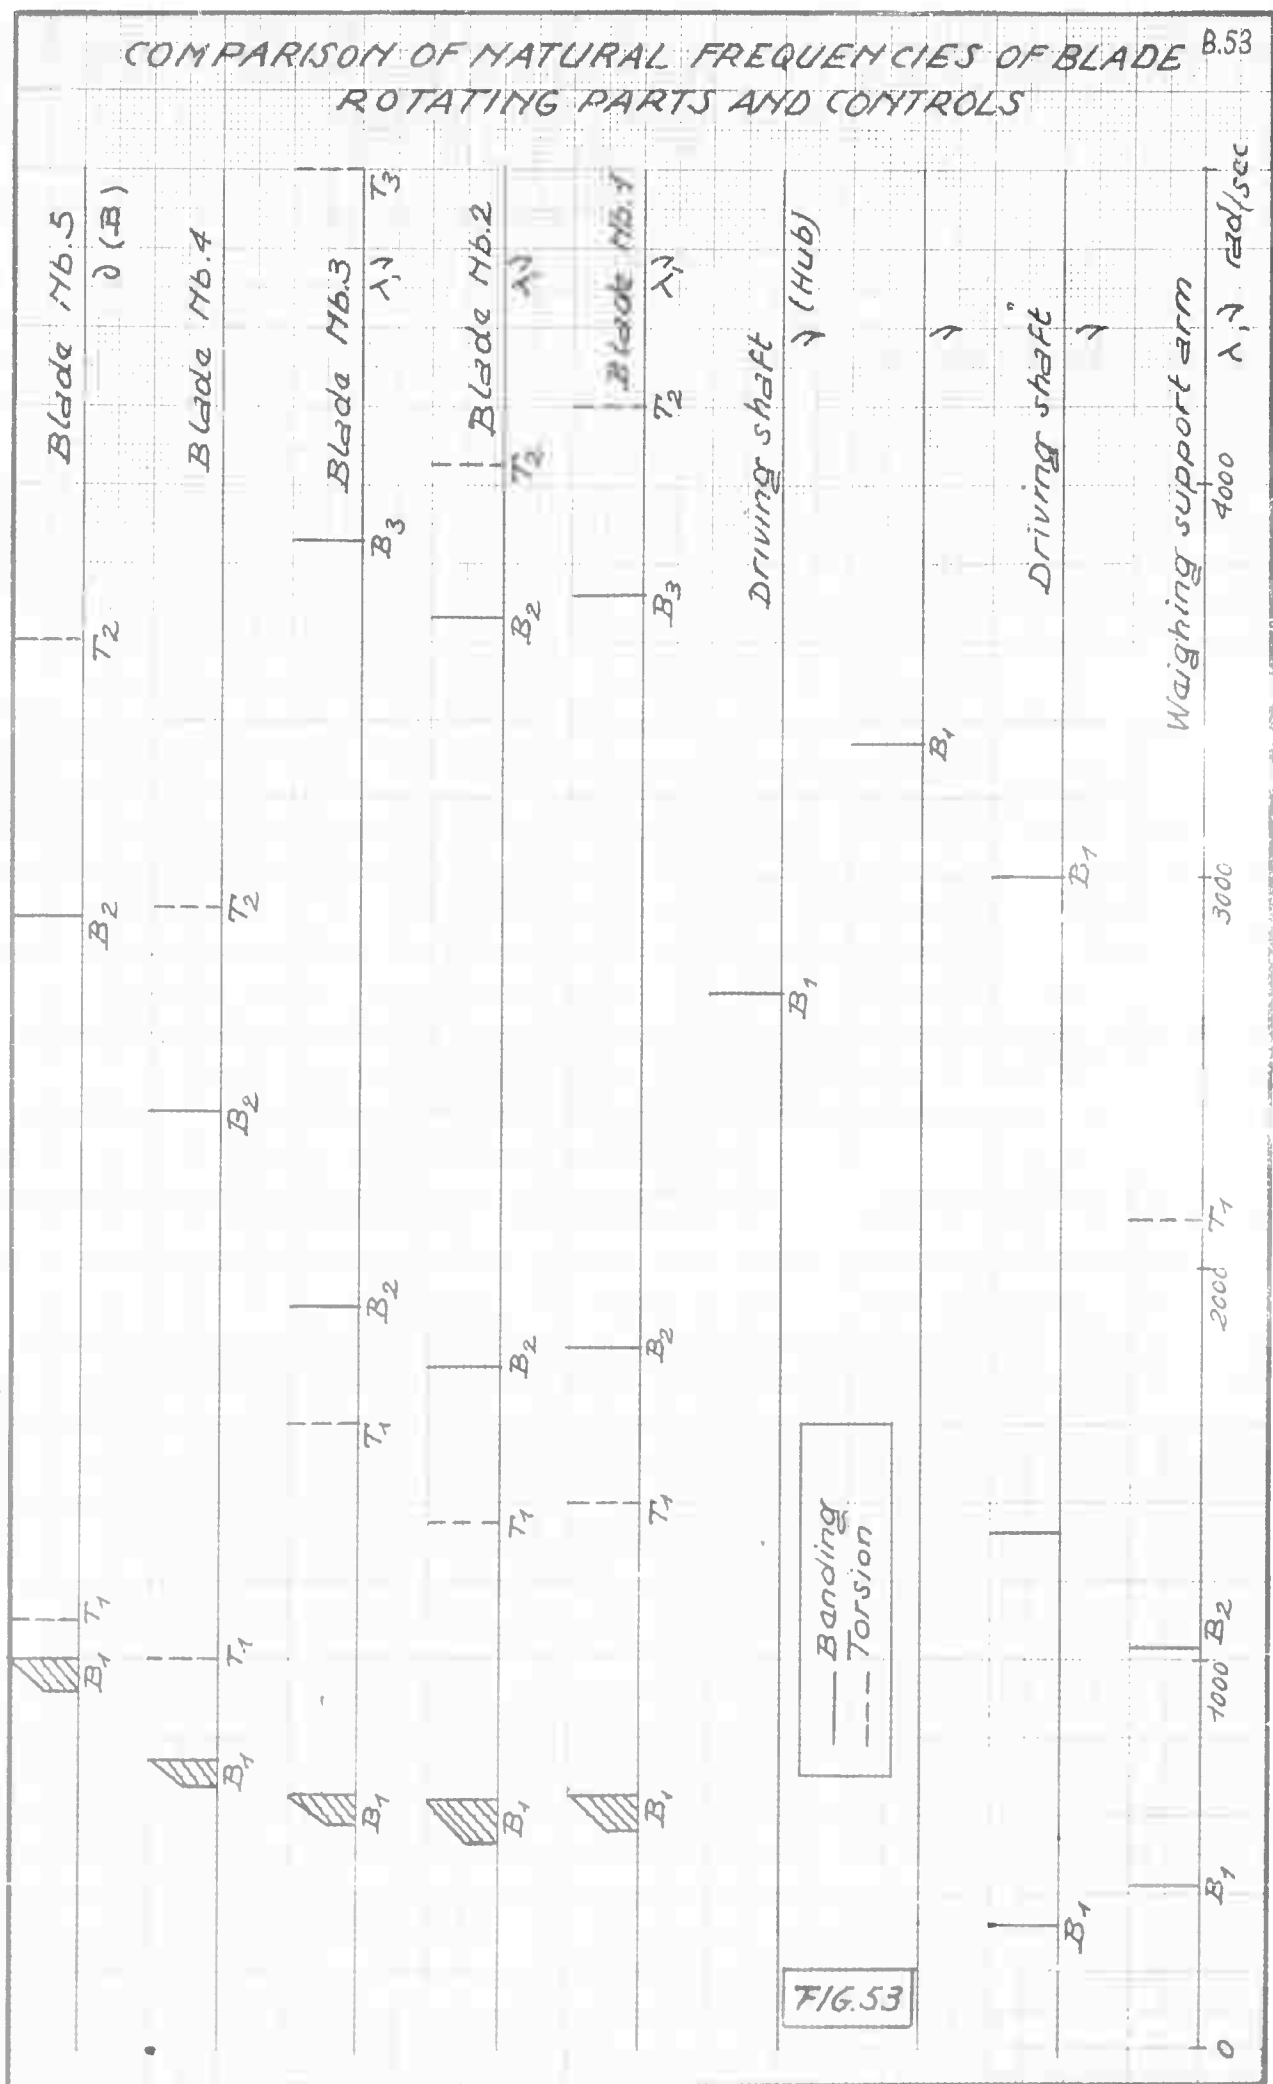 B.53
COMPARISON OF NATURAL FREQUENCIES OF BLADE
ROTATING PARTS AND CONTROLS
Blade Nb.5
ϑ (B)
B1
T1
B2
T2
Blade Nb.4
B1
T1
B2
T2
Blade Nb.3
λ,ν
B1
T1
B2
B3
T3
Blade Nb.2
λ,ν
B1
T1
B2
B2
T2
Blade Nb.1
λ,ν
B1
T1
B2
B3
T2
Driving shaft
ν (Hub)
B1
ν
B1
Driving shaft"
ν
B1
B1
Waighing support arm
λ,ν rad/sec
B1
B2
T1
0
1000
2000
3000
4000
Banding
Torsion
FIG.53